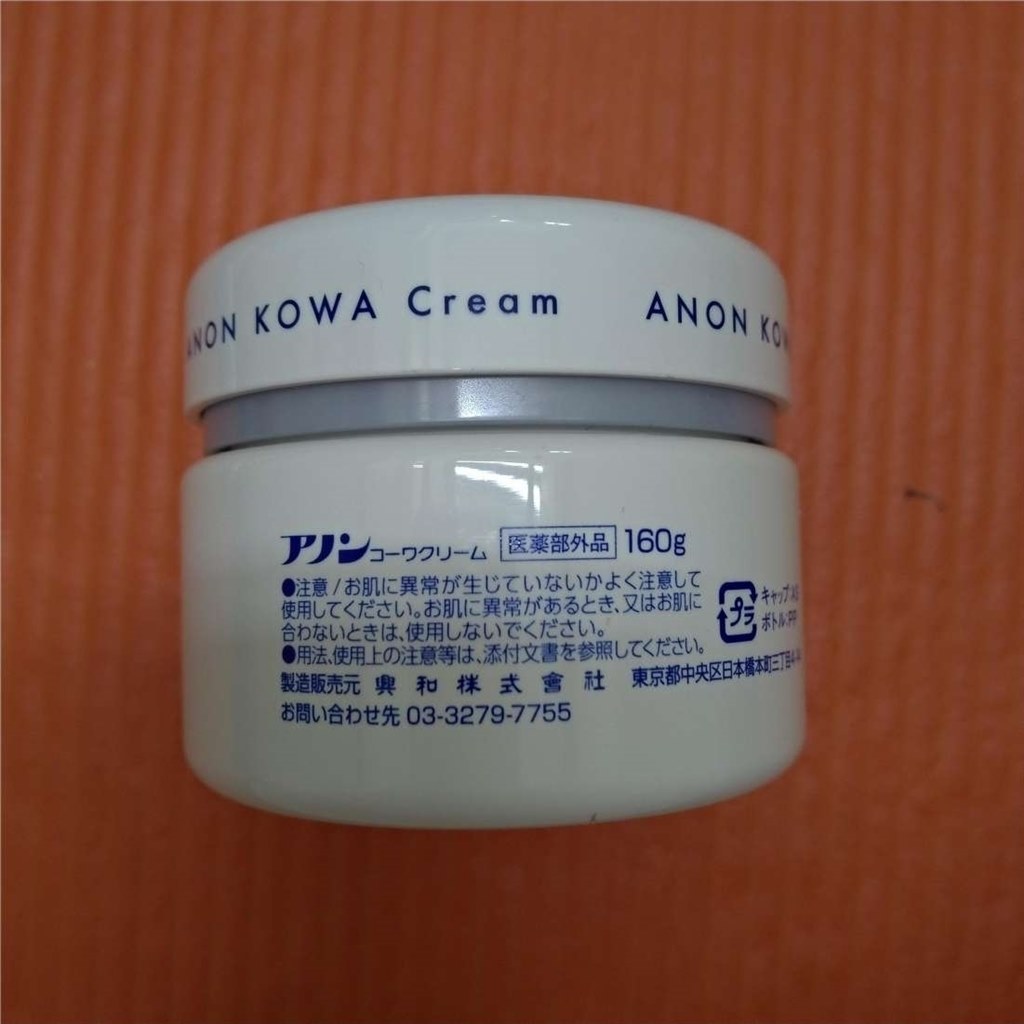 ANON KOWA Cream ANON
アノンコーワクリーム 医薬部外品 160g
●注意/お肌に異常が生じていないかよく注意して
使用してください。お肌に異常があるとき、又はお肌に
合わないときは、使用しないでください。
●用法、使用上の注意等は、添付文書を参照してください。
プラ
キャップ:
ボトル:PP
製造販売元 興和株式會社 東京都中央区日本橋本町三丁目
お問い合わせ先 03-3279-7755